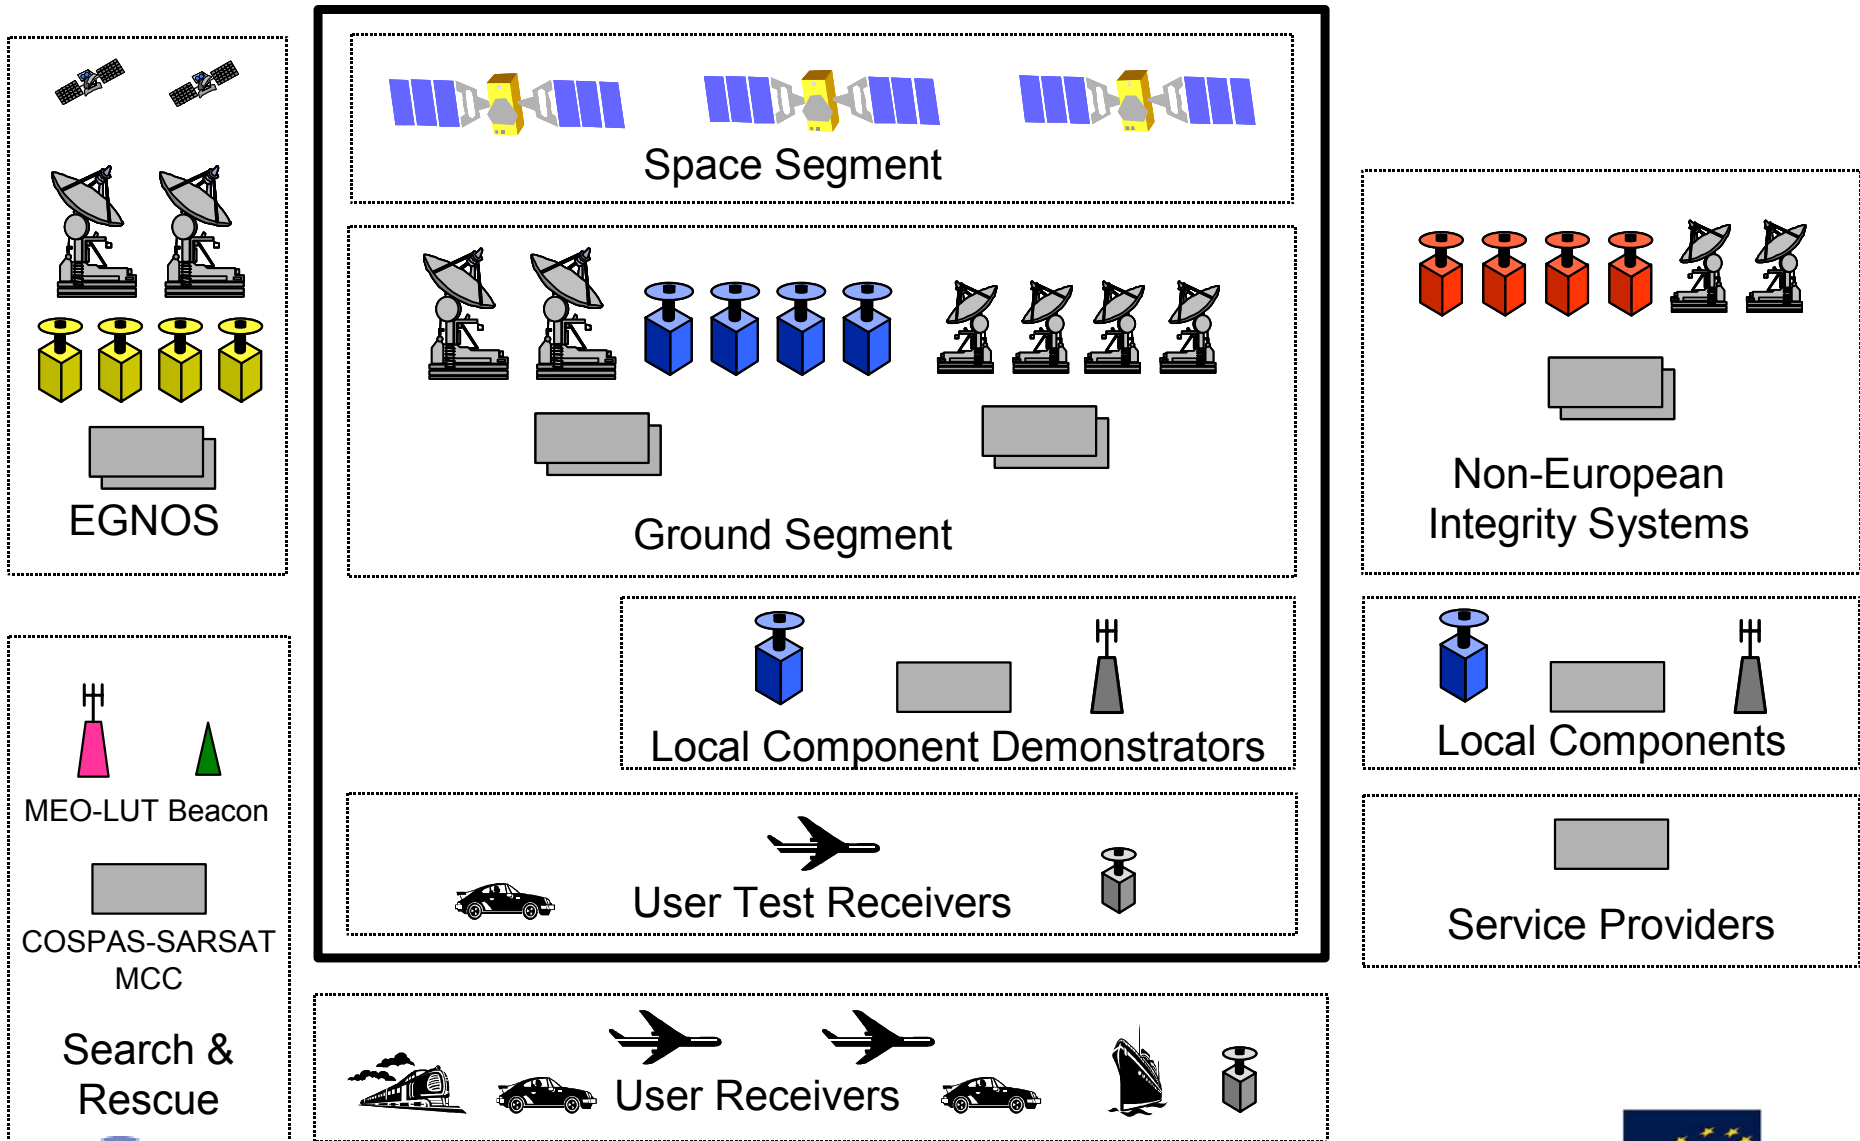 Space Segment
EGNOS
Ground Segment
Non-European
Integrity Systems
Local Component Demonstrators
Local Components
MEO-LUT Beacon
User Test Receivers
COSPAS-SARSAT
MCC
Service Providers
Search &
Rescue
User Receivers